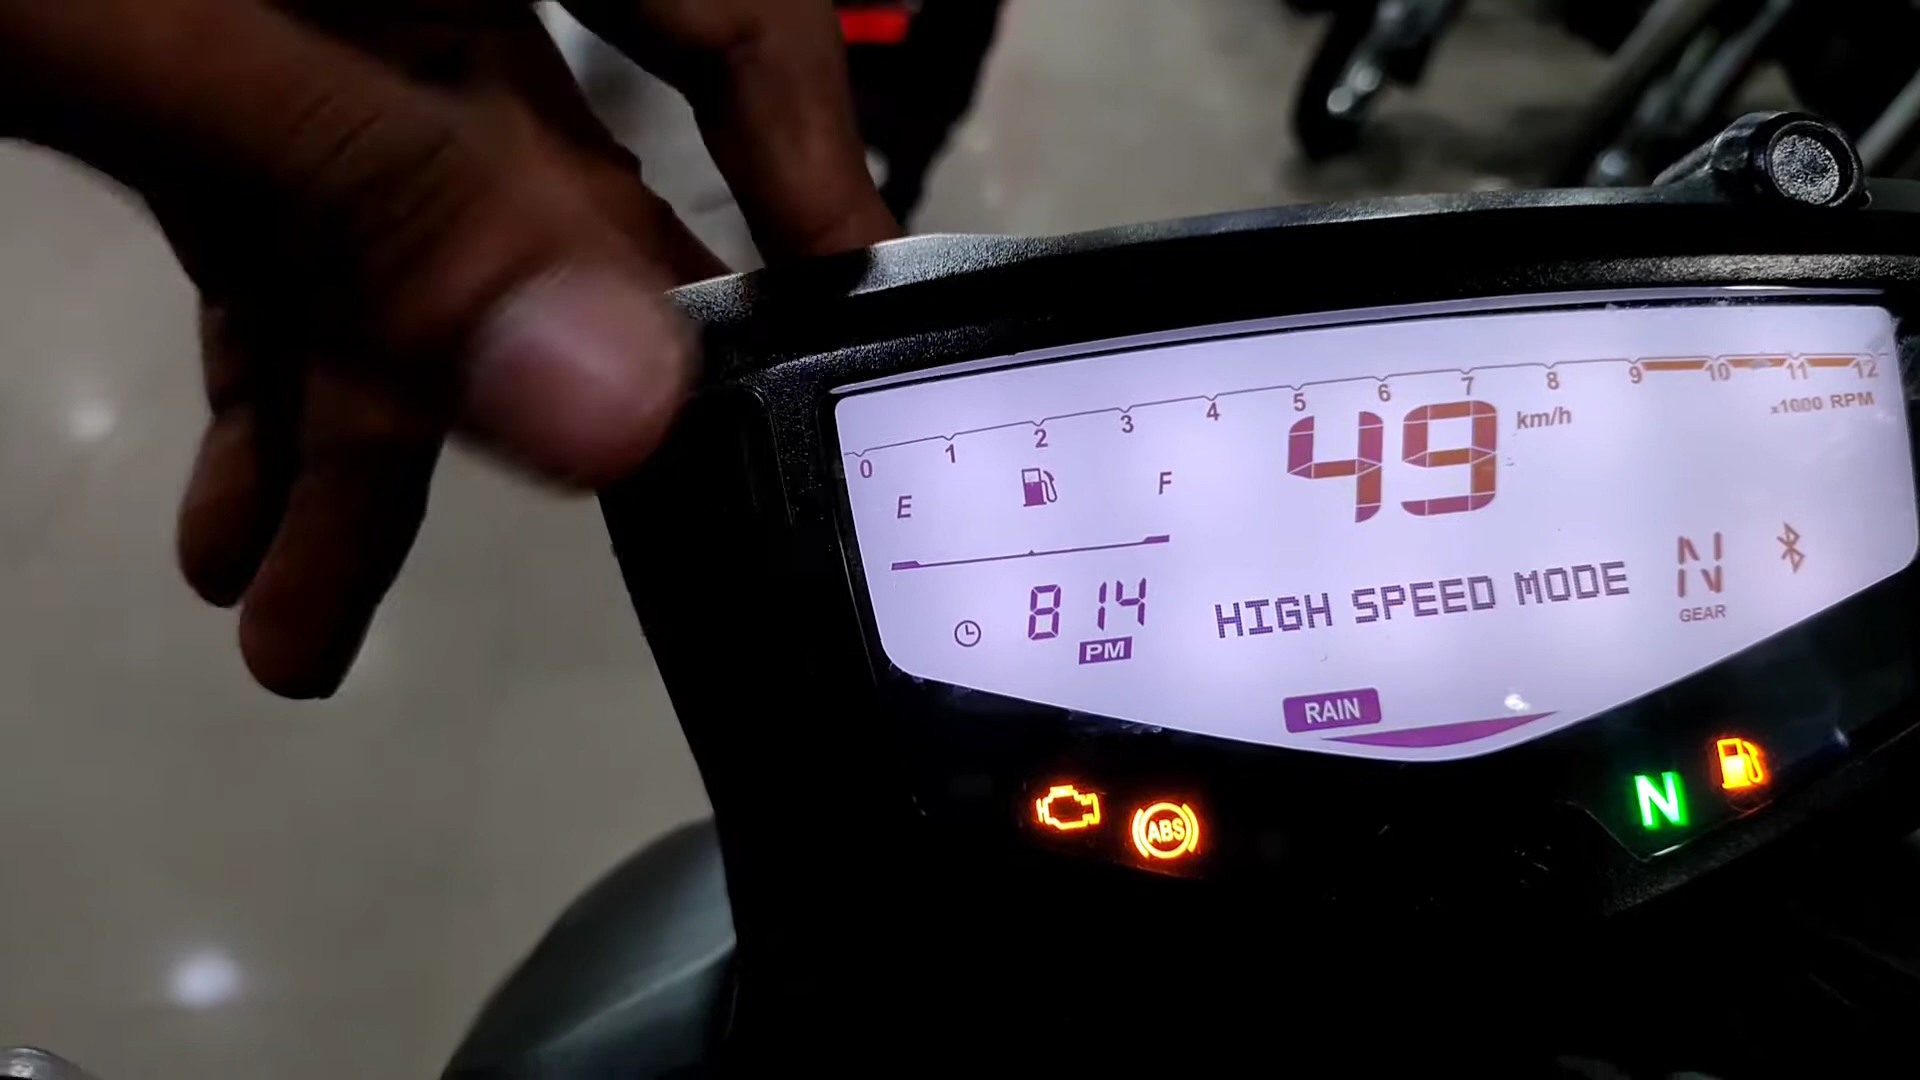 0 1 2 3 4 5 6 7 8 9 10 11 12
x1000 RPM
E F
49 km/h
8 14
PM
HIGH SPEED MODE
N
GEAR
RAIN
ABS
N